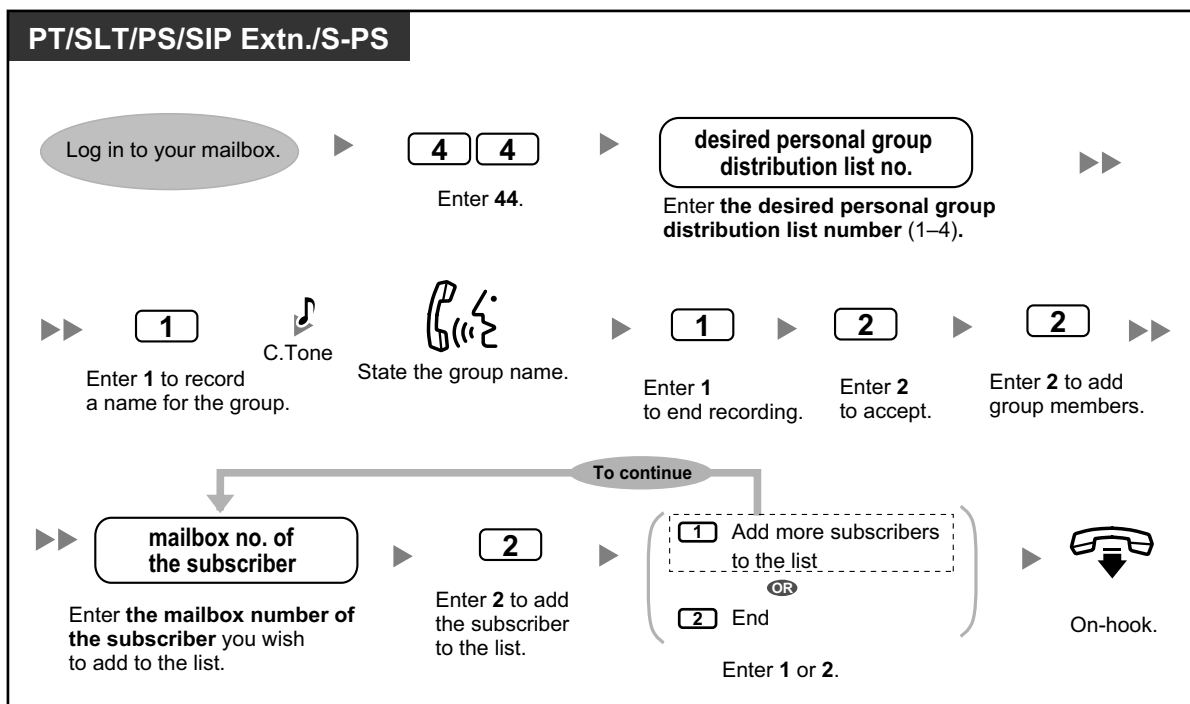 PT/SLT/PS/SIP Extn./S-PS
Log in to your mailbox.
4 4
Enter 44.
desired personal group
distribution list no.
Enter the desired personal group
distribution list number (1–4).
1
Enter 1 to record
a name for the group.
C.Tone
State the group name.
1
Enter 1
to end recording.
2
Enter 2
to accept.
2
Enter 2 to add
group members.
To continue
mailbox no. of
the subscriber
Enter the mailbox number of
the subscriber you wish
to add to the list.
2
Enter 2 to add
the subscriber
to the list.
1 Add more subscribers
to the list
OR
2 End
Enter 1 or 2.
On-hook.